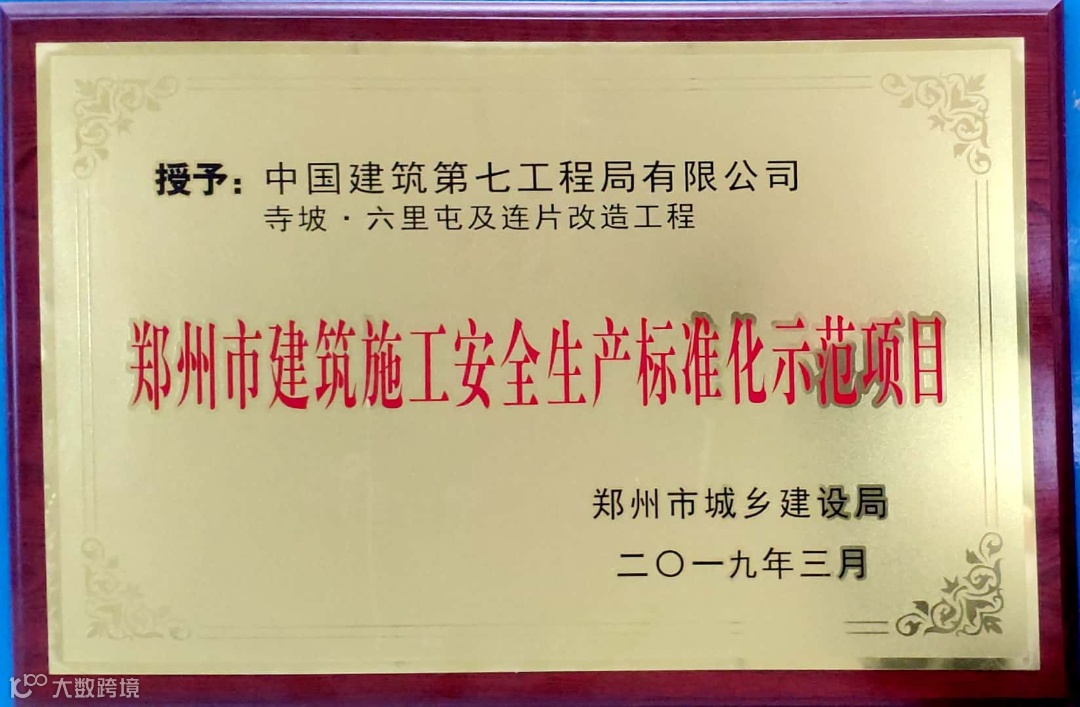 授予：中国建筑第七工程局有限公司
寺坡·六里屯及连片改造工程
郑州市建筑施工安全生产标准化示范项目
郑州市城乡建设局
二〇一九年三月
大数跨境